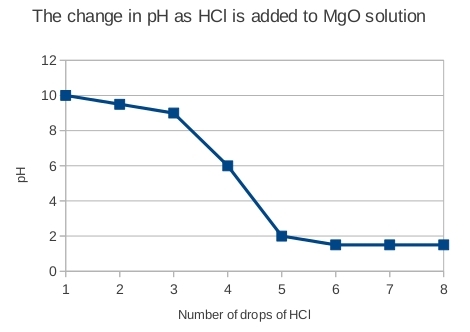 The change in pH as HCl is added to MgO solution
12
10
8
6
4
2
0
pH
1 2 3 4 5 6 7 8
Number of drops of HCl